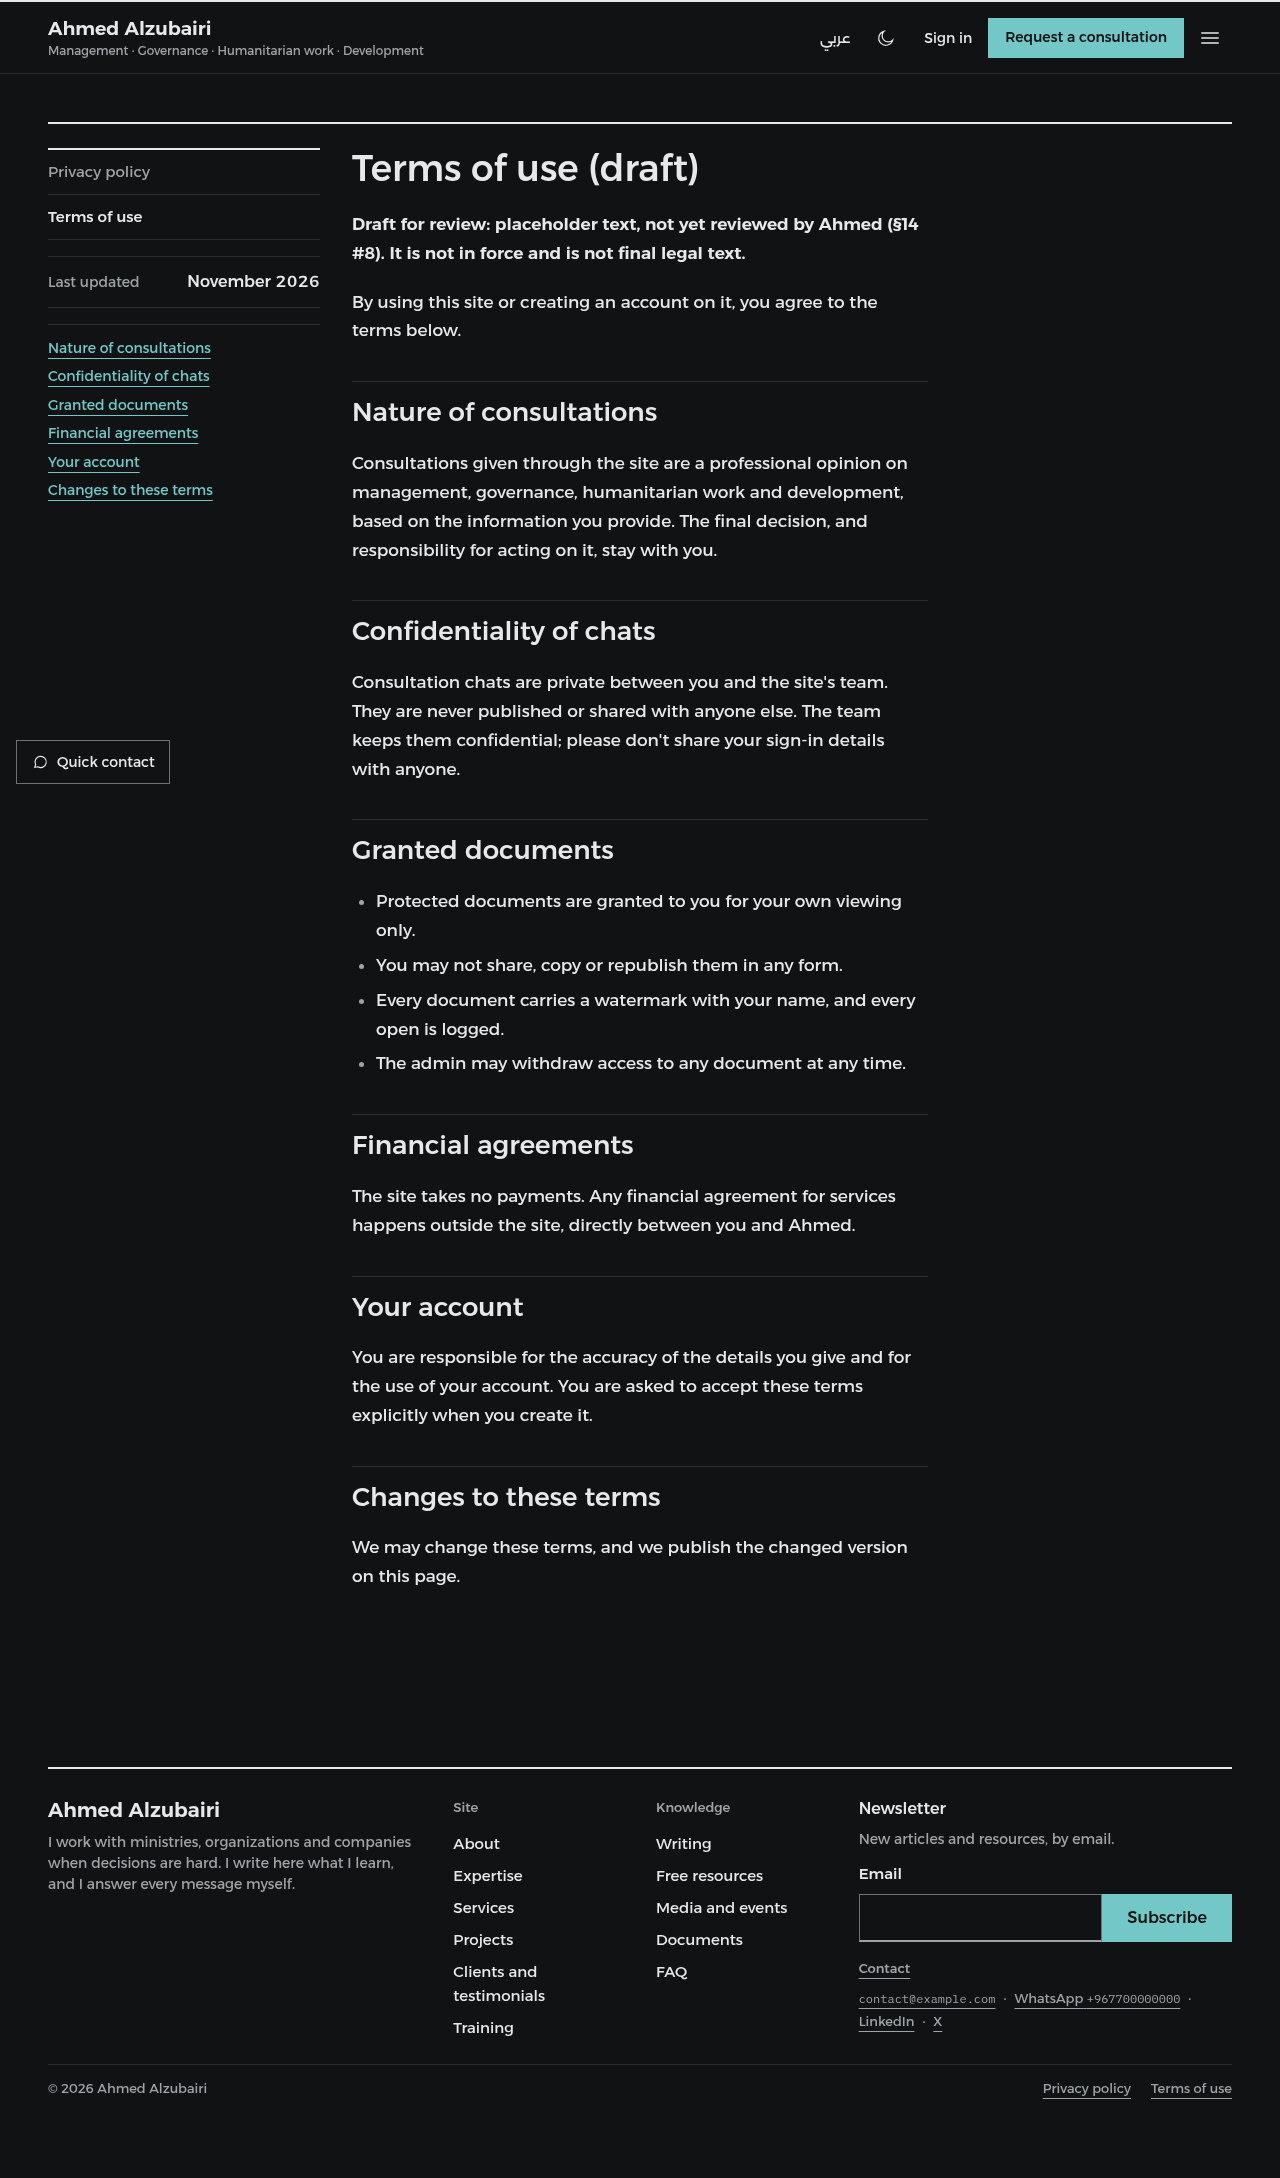 Ahmed Alzubairi
Management · Governance · Humanitarian work · Development
عربي
Sign in
Request a consultation
Privacy policy
Terms of use
Last updated
November 2026
Nature of consultations
Confidentiality of chats
Granted documents
Financial agreements
Your account
Changes to these terms
Quick contact
Terms of use (draft)
Draft for review: placeholder text, not yet reviewed by Ahmed (§14
#8). It is not in force and is not final legal text.
By using this site or creating an account on it, you agree to the
terms below.
Nature of consultations
Consultations given through the site are a professional opinion on
management, governance, humanitarian work and development,
based on the information you provide. The final decision, and
responsibility for acting on it, stay with you.
Confidentiality of chats
Consultation chats are private between you and the site's team.
They are never published or shared with anyone else. The team
keeps them confidential; please don't share your sign-in details
with anyone.
Granted documents
• Protected documents are granted to you for your own viewing
only.
• You may not share, copy or republish them in any form.
• Every document carries a watermark with your name, and every
open is logged.
• The admin may withdraw access to any document at any time.
Financial agreements
The site takes no payments. Any financial agreement for services
happens outside the site, directly between you and Ahmed.
Your account
You are responsible for the accuracy of the details you give and for
the use of your account. You are asked to accept these terms
explicitly when you create it.
Changes to these terms
We may change these terms, and we publish the changed version
on this page.
Ahmed Alzubairi
I work with ministries, organizations and companies
when decisions are hard. I write here what I learn,
and I answer every message myself.
Site
About
Expertise
Services
Projects
Clients and
testimonials
Training
Knowledge
Writing
Free resources
Media and events
Documents
FAQ
Newsletter
New articles and resources, by email.
Email
Subscribe
Contact
contact@example.com · WhatsApp +967700000000 ·
LinkedIn · X
© 2026 Ahmed Alzubairi
Privacy policy
Terms of use